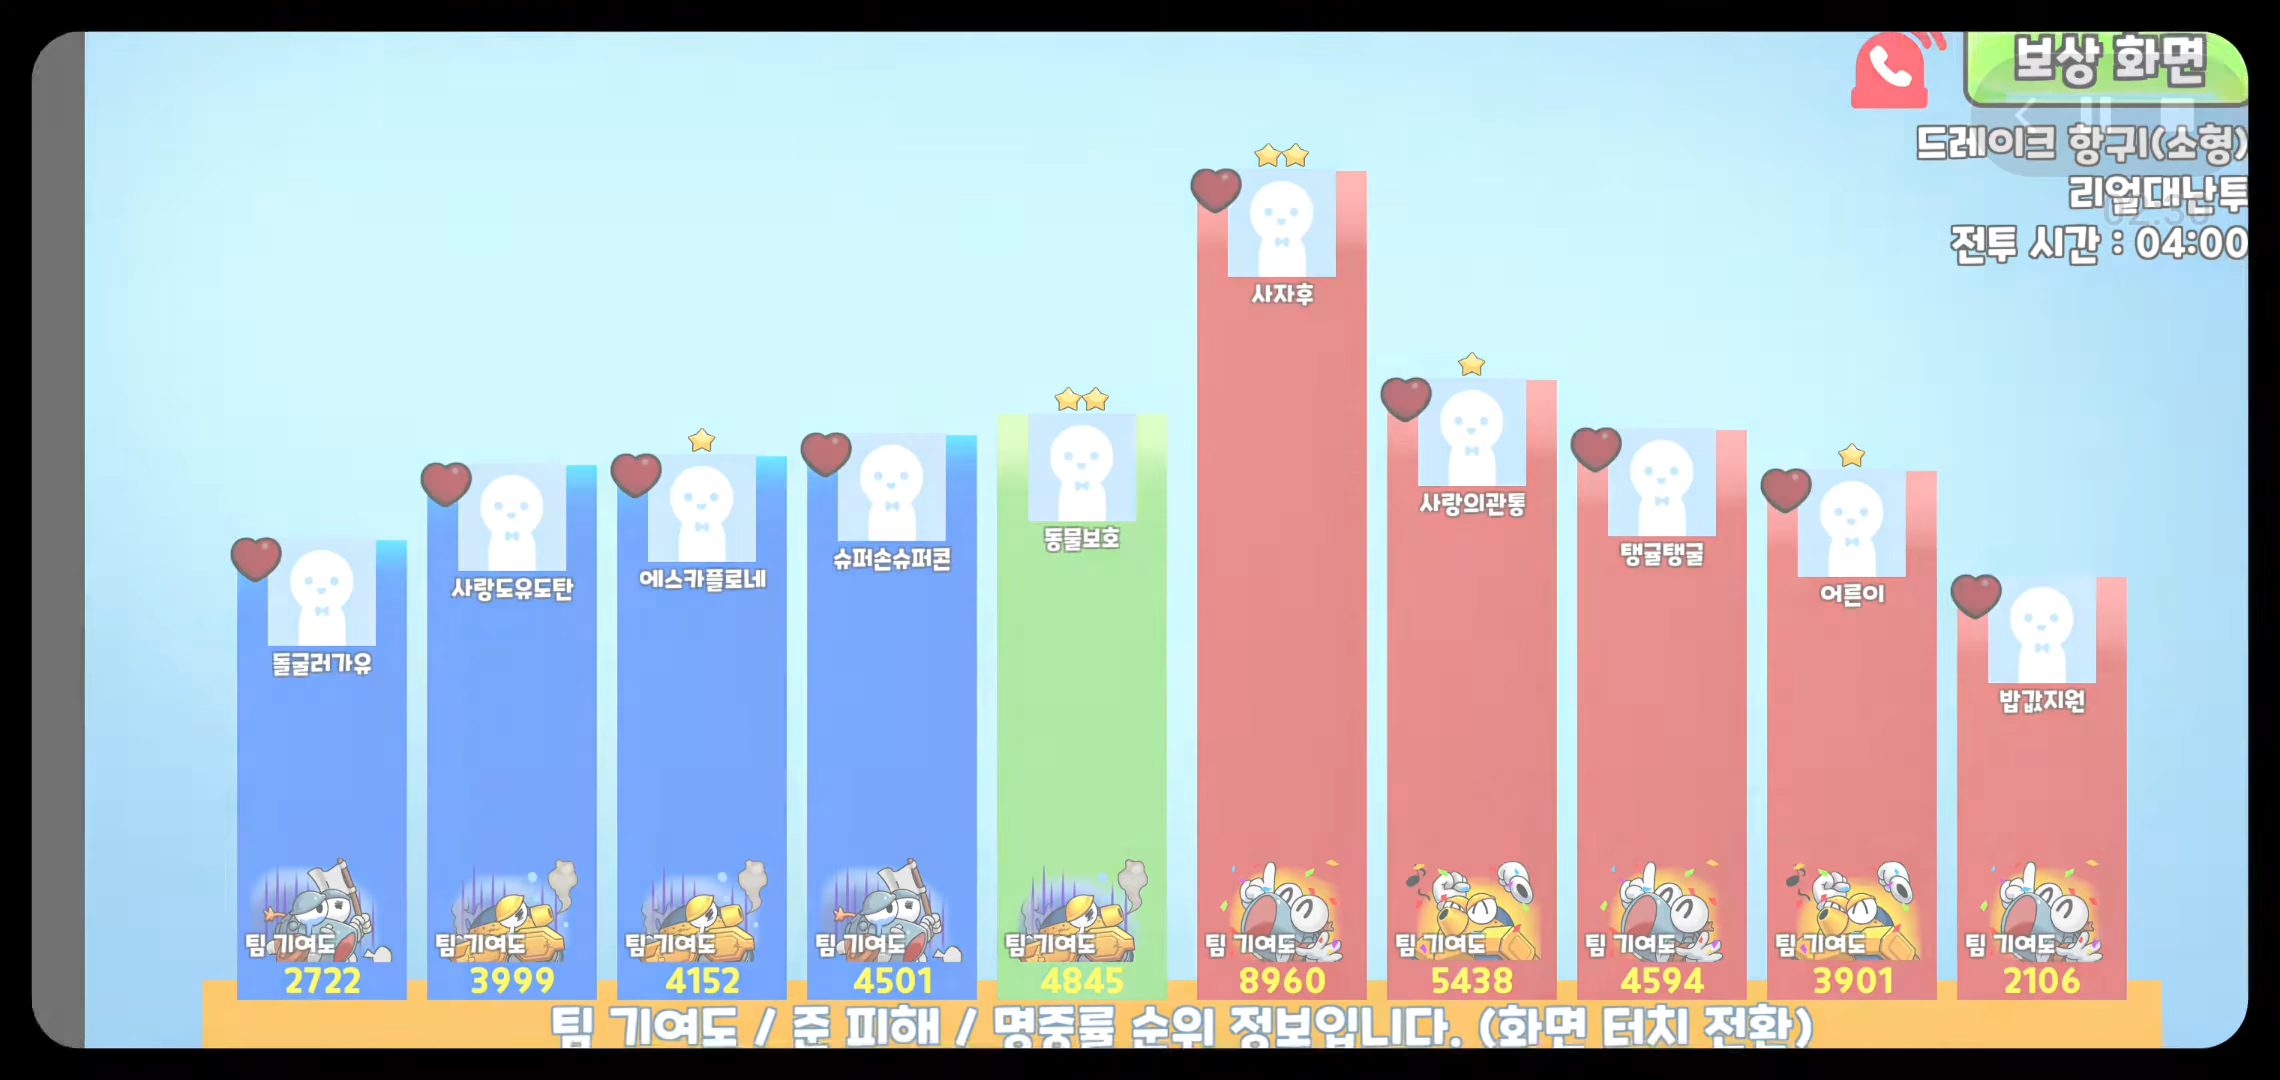 보상 화면
드레이크 항구(소형)
리얼대난투
전투 시간 : 04:00
사자후
사랑의관통
동물보호
탱귤탱귤
슈퍼손슈퍼콘
에스카플로네
사랑도유도탄
어른이
돌굴러가유
밥값지원
팀 기여도 팀 기여도 팀 기여도 팀 기여도 팀 기여도 팀 기여도 팀 기여도 팀 기여도 팀 기여도 팀 기여도
2722 3999 4152 4501 4845 8960 5438 4594 3901 2106
팀 기여도 / 준 피해 / 명중률 순위 정보입니다. (화면 터치 전환)